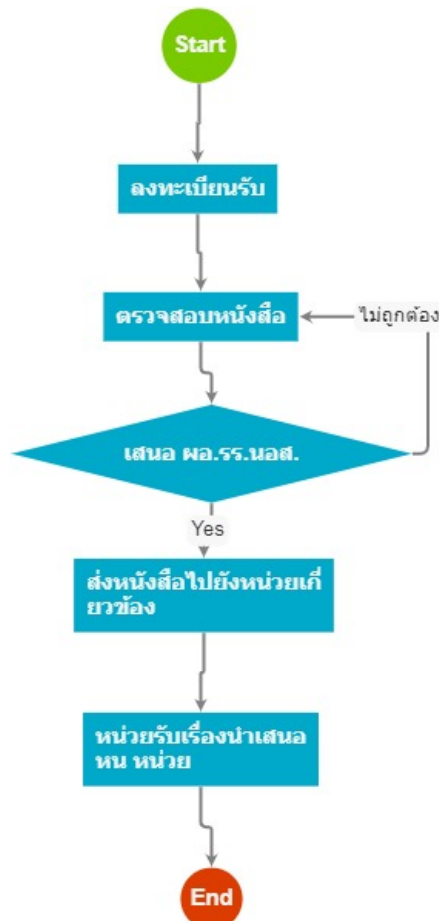 Start
ลงทะเบียนรับ
ตรวจสอบหนังสือ
ไม่ถูกต้อง
เสนอ ผอ.รร.นอส.
Yes
ส่งหนังสือไปยังหน่วยเกี่
ยวข้อง
หน่วยรับเรื่องนำเสนอ
หน หน่วย
End